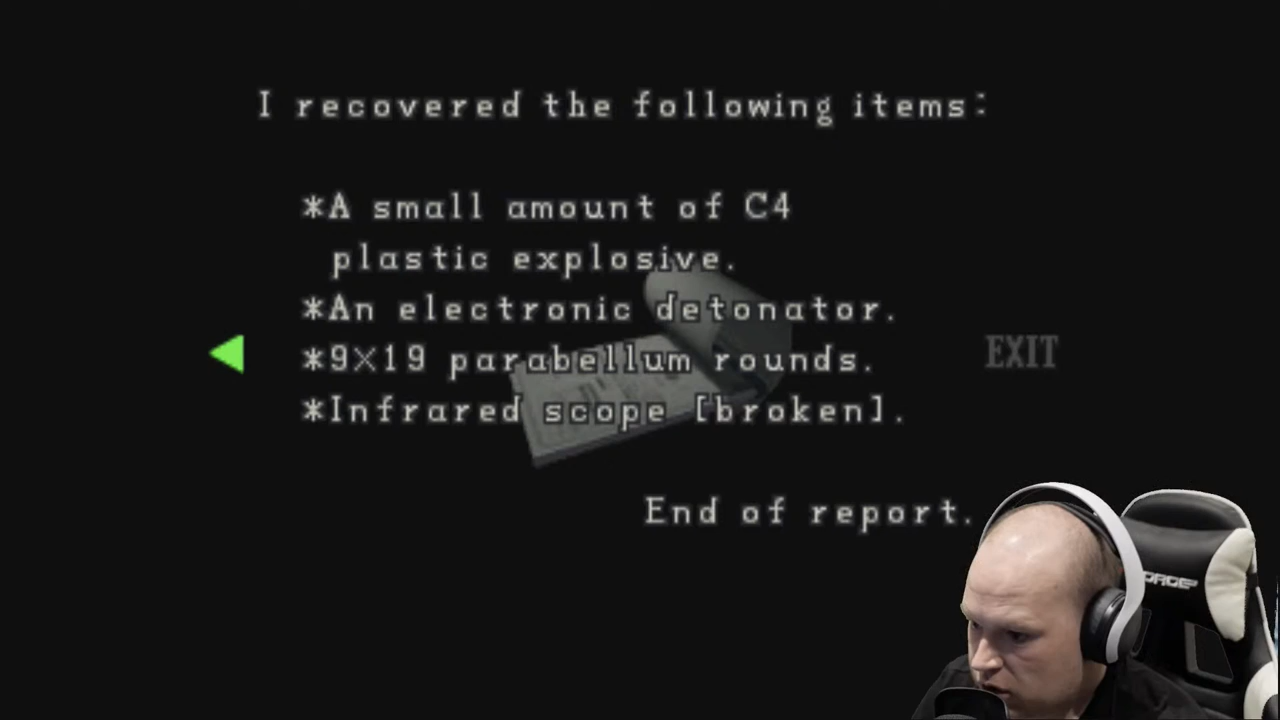 I recovered the following items:
*A small amount of C4
plastic explosive.
*An electronic detonator.
*9×19 parabellum rounds.
EXIT
*Infrared scope [broken].
End of report.